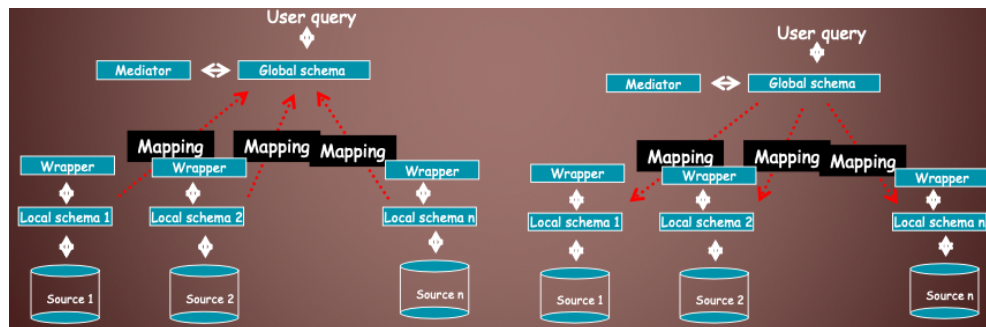 User query
Mediator
Global schema
Mapping
Mapping
Mapping
Wrapper
Wrapper
Wrapper
Local schema 1
Local schema 2
Local schema n
Source 1
Source 2
Source n
User query
Mediator
Global schema
Mapping
Mapping
Mapping
Wrapper
Wrapper
Wrapper
Local schema 1
Local schema 2
Local schema n
Source 1
Source 2
Source n